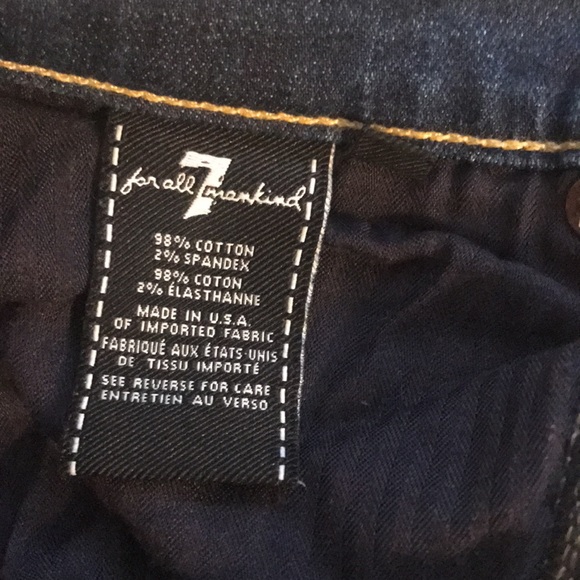 7
for all mankind
98% COTTON
2% SPANDEX
98% COTON
2% ÉLASTHANNE
MADE IN U.S.A.
OF IMPORTED FABRIC
FABRIQUÉ AUX ÉTATS-UNIS
DE TISSU IMPORTÉ
SEE REVERSE FOR CARE
ENTRETIEN AU VERSO